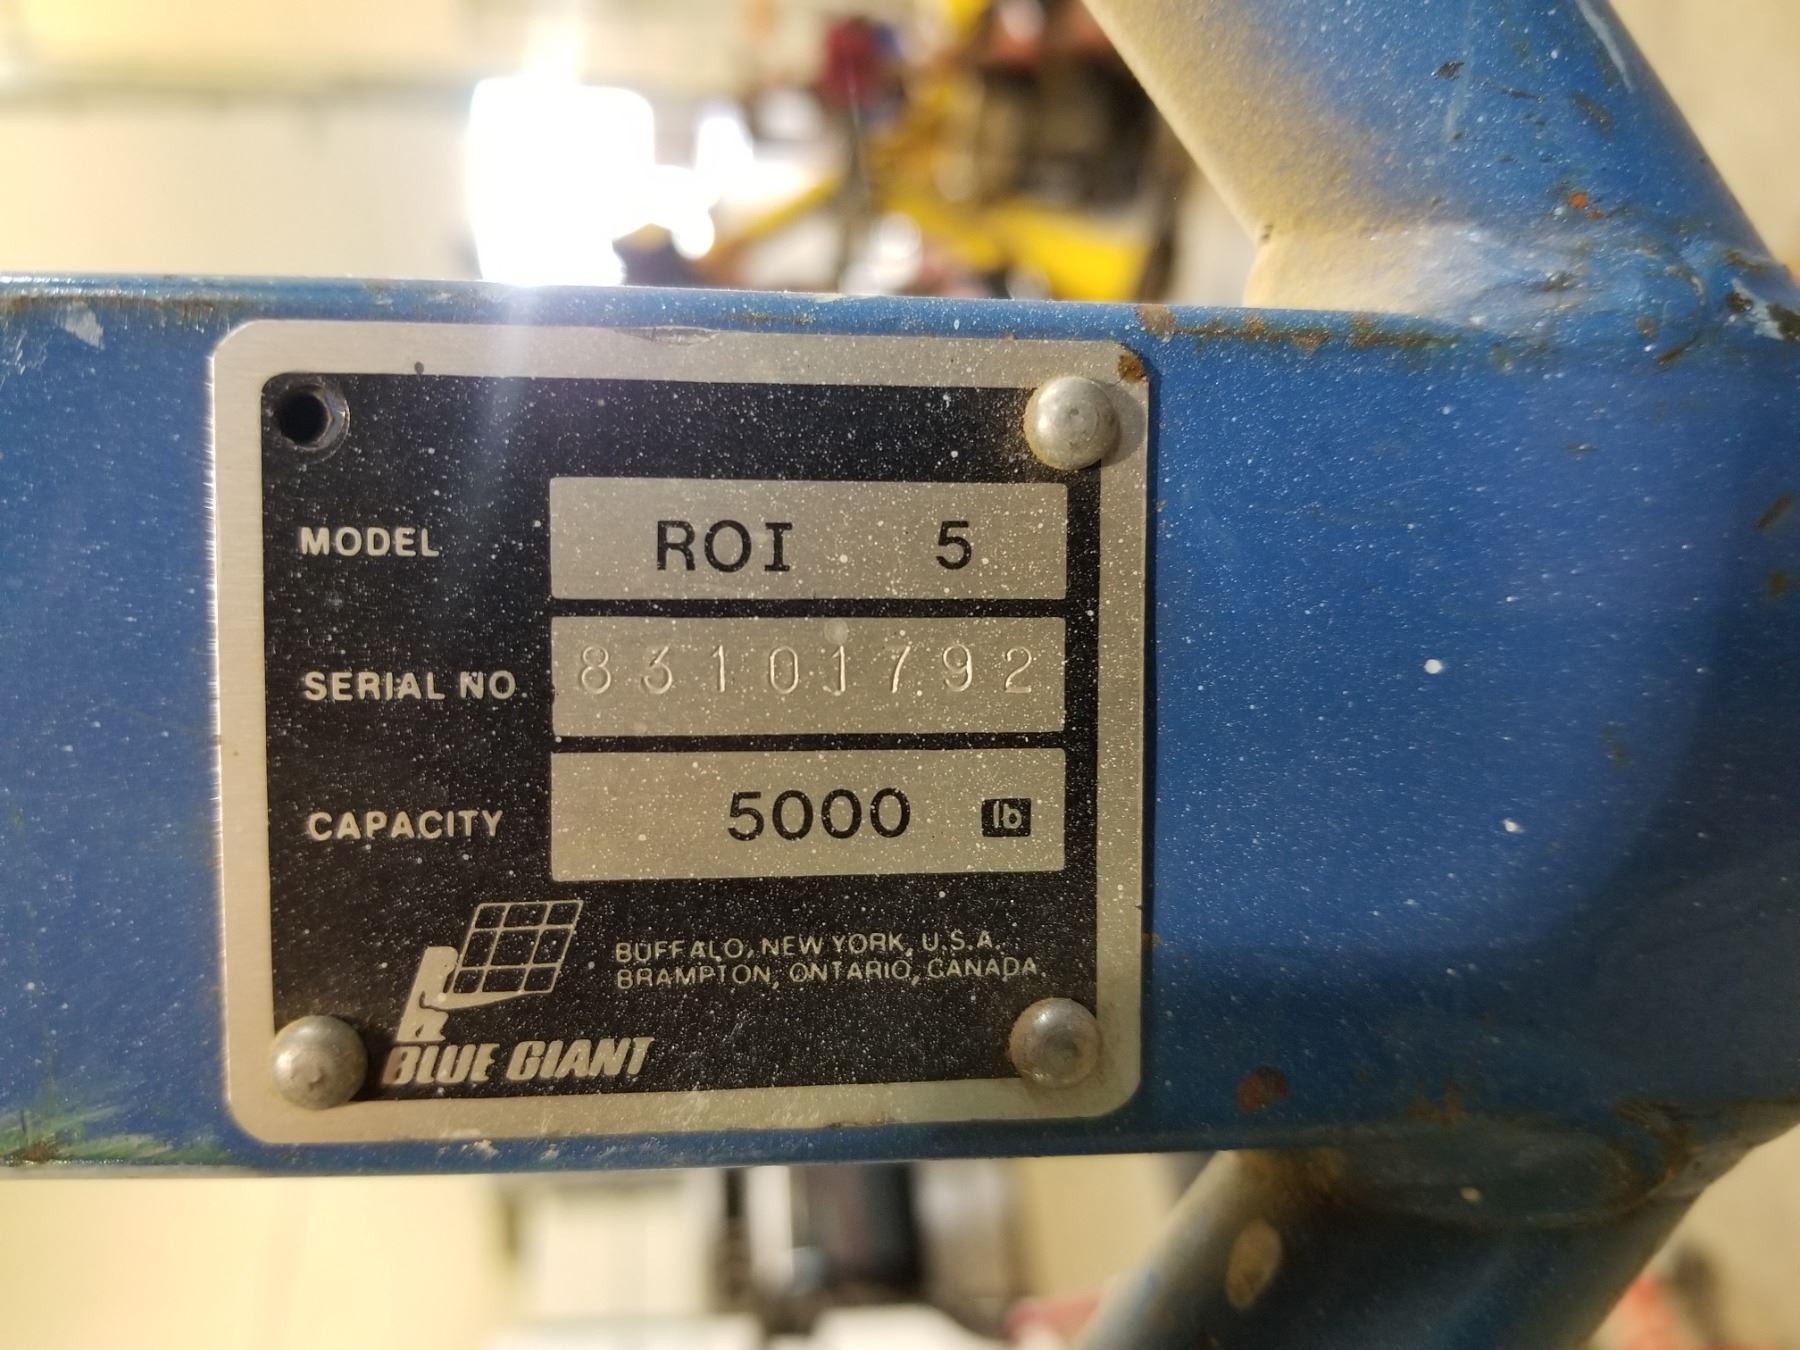 MODEL ROI 5
SERIAL NO. 83101792
CAPACITY 5000 lb
BUFFALO, NEW YORK, U.S.A.
BRAMPTON, ONTARIO, CANADA.
BLUE GIANT